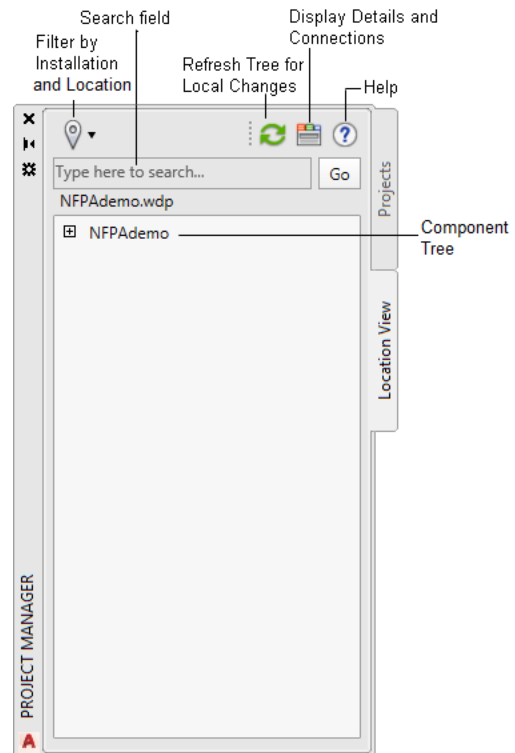 Search field
Display Details and
Connections
Filter by
Installation
and Location
Refresh Tree for
Local Changes
Help
Type here to search...
Go
NFPAdemo.wdp
NFPAdemo
Component
Tree
Projects
Location View
PROJECT MANAGER
A